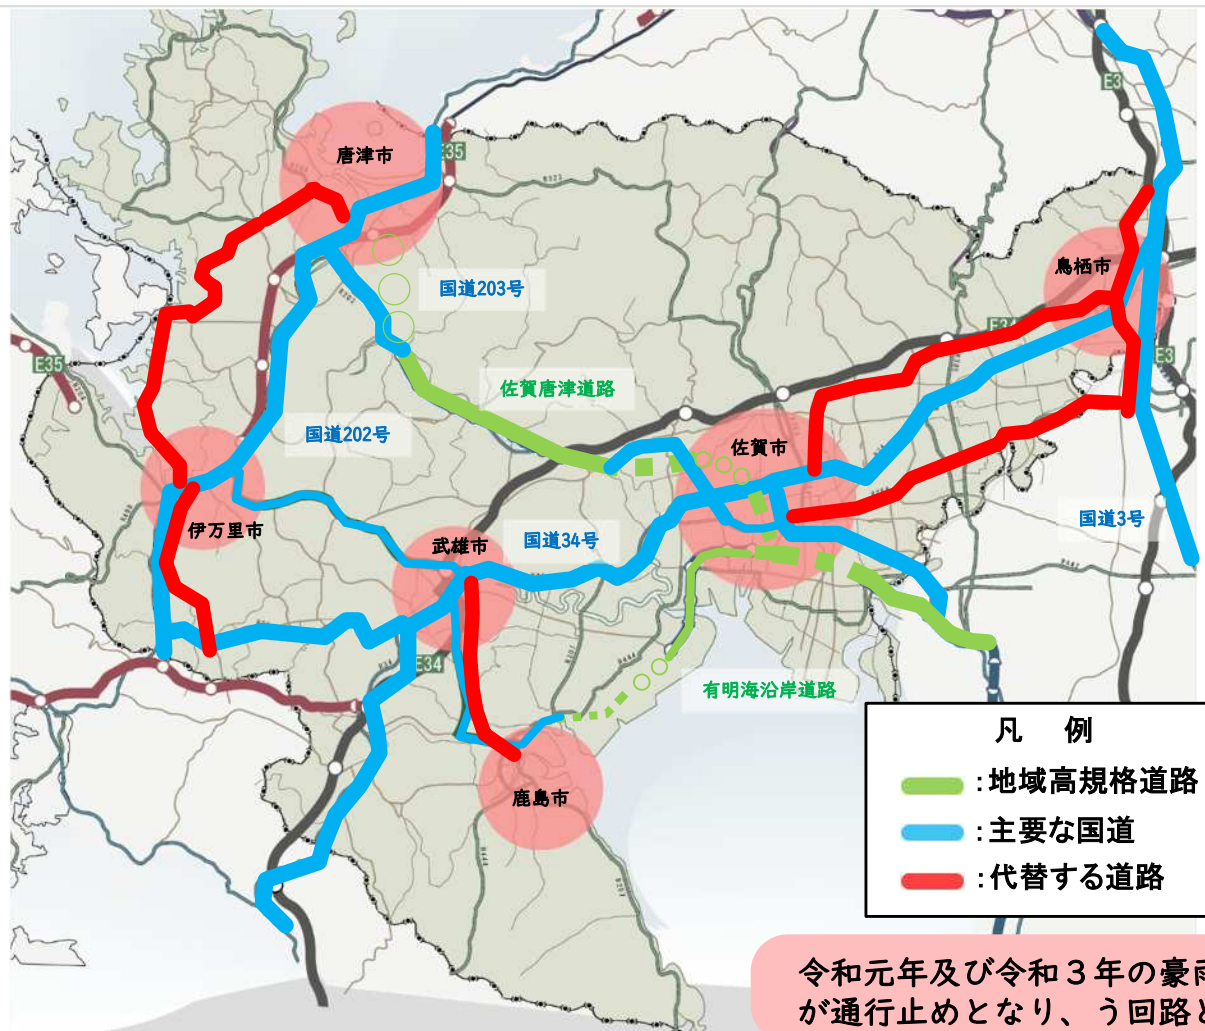 唐津市
E35
E3
鳥栖市
国道203号
E34
E35
E3
佐賀唐津道路
国道202号
佐賀市
伊万里市
武雄市
国道34号
国道3号
E34
有明海沿岸道路
鹿島市
凡 例
:地域高規格道路
:主要な国道
:代替する道路
令和元年及び令和３年の豪雨
が通行止めとなり、う回路と